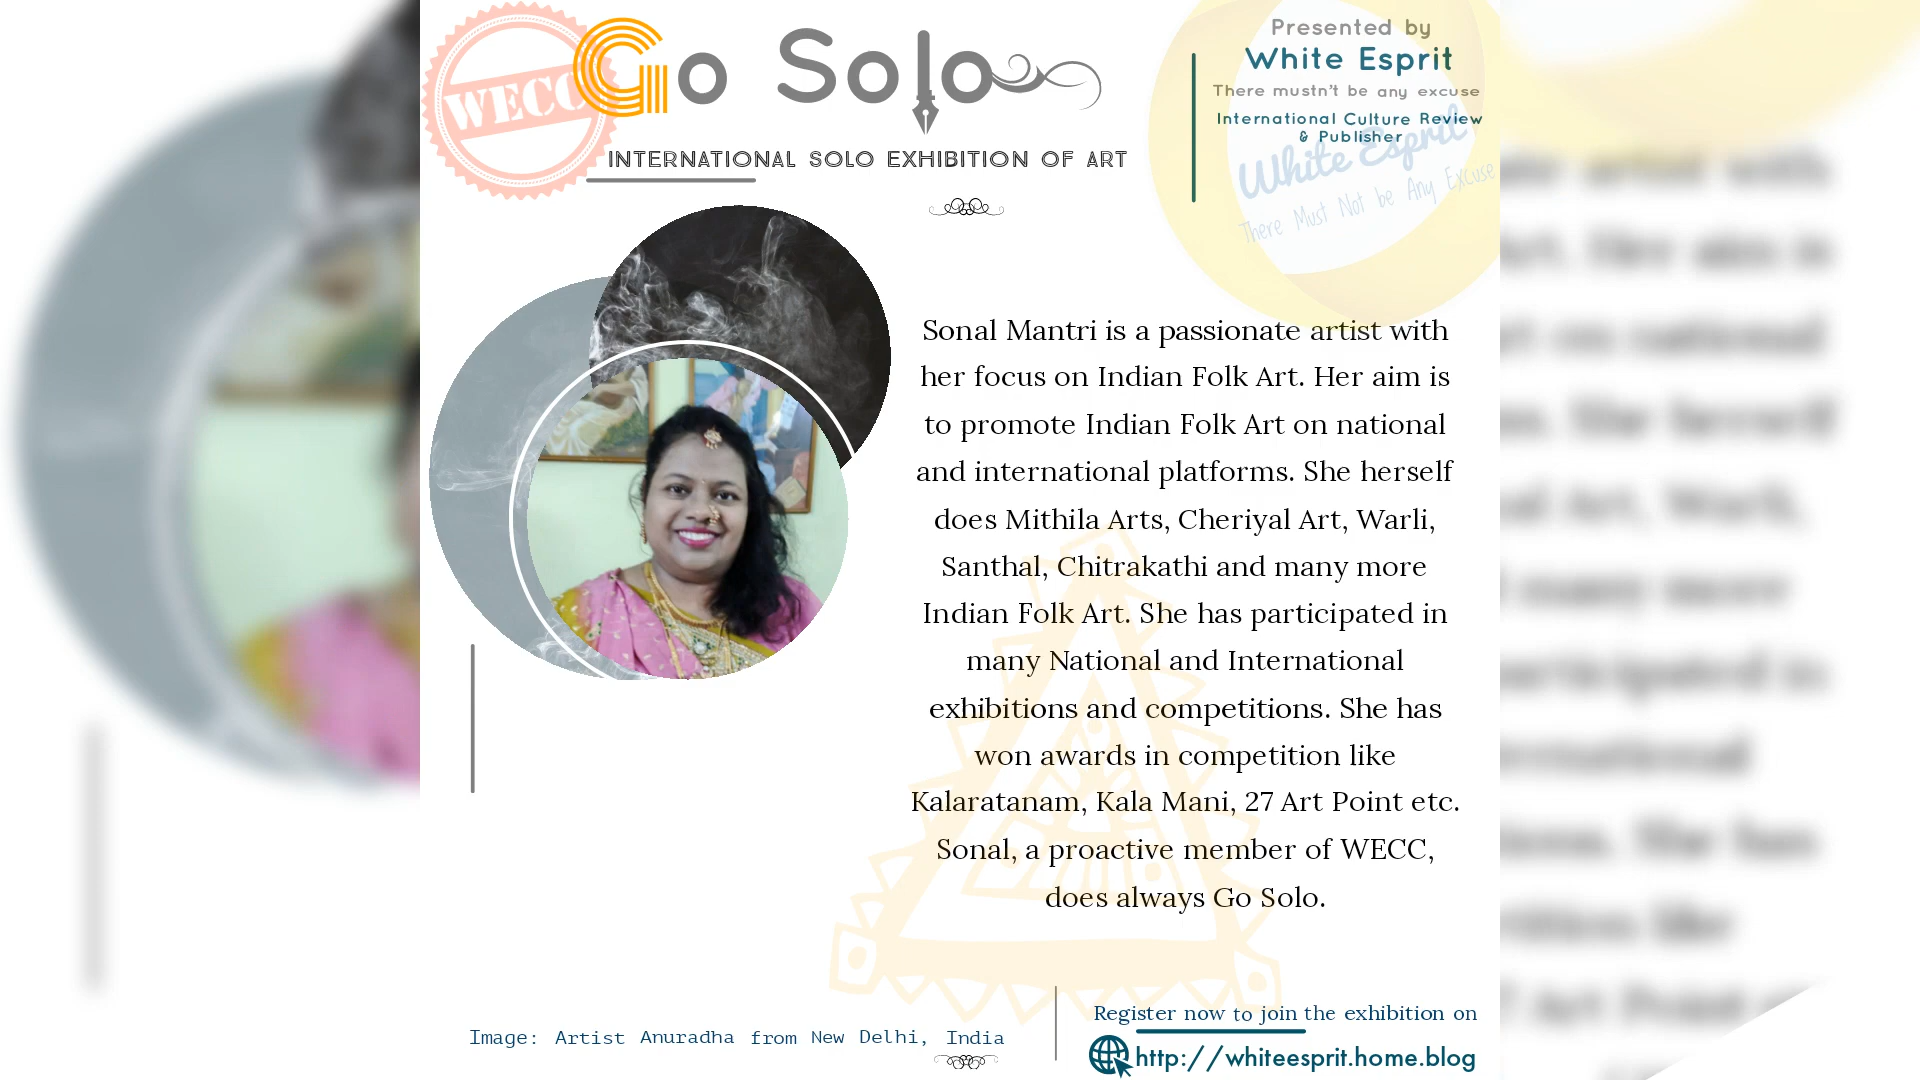 WECC
Go Solo
INTERNATIONAL SOLO EXHIBITION OF ART
Presented by
White Esprit
There mustn't be any excuse
International Culture Review
& Publisher
White Esprit
There Must Not be Any Excuse
Sonal Mantri is a passionate artist with
her focus on Indian Folk Art. Her aim is
to promote Indian Folk Art on national
and international platforms. She herself
does Mithila Arts, Cheriyal Art, Warli,
Santhal, Chitrakathi and many more
Indian Folk Art. She has participated in
many National and International
exhibitions and competitions. She has
won awards in competition like
Kalaratanam, Kala Mani, 27 Art Point etc.
Sonal, a proactive member of WECC,
does always Go Solo.
Image: Artist Anuradha from New Delhi, India
Register now to join the exhibition on
http://whiteesprit.home.blog